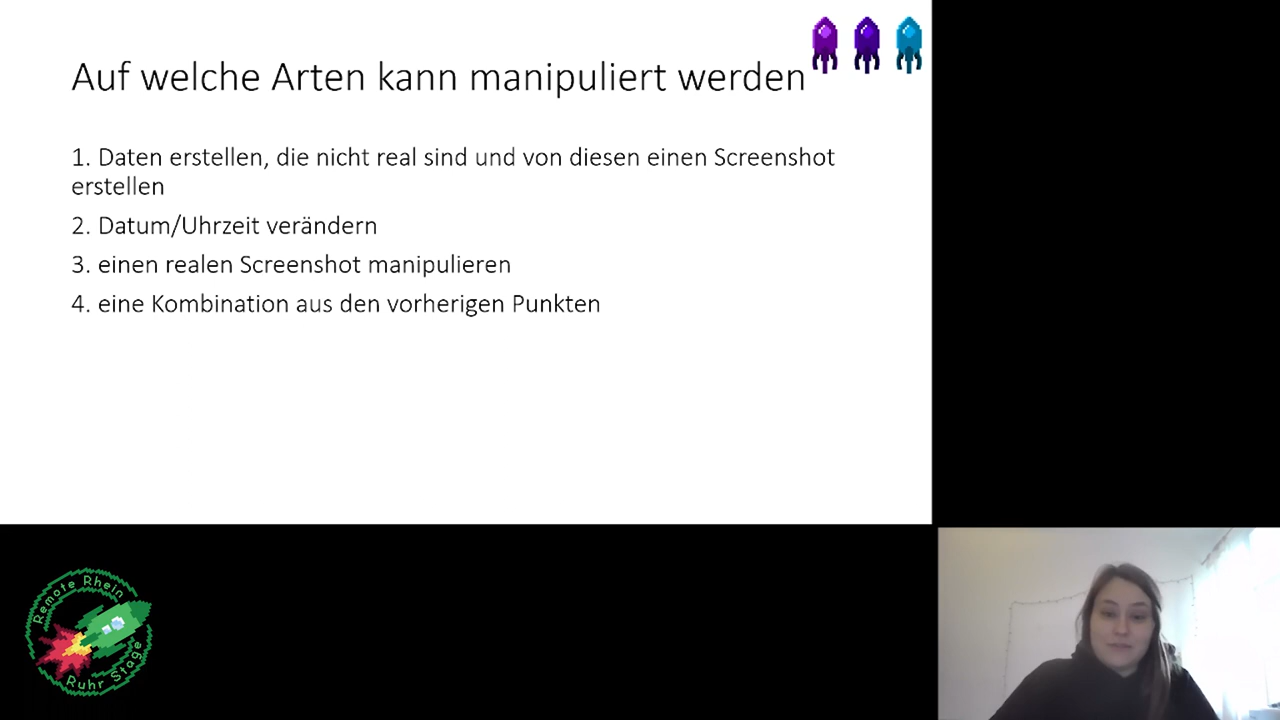 Auf welche Arten kann manipuliert werden
1. Daten erstellen, die nicht real sind und von diesen einen Screenshot
erstellen
2. Datum/Uhrzeit verändern
3. einen realen Screenshot manipulieren
4. eine Kombination aus den vorherigen Punkten
Remote Rhein
Ruhr Stage